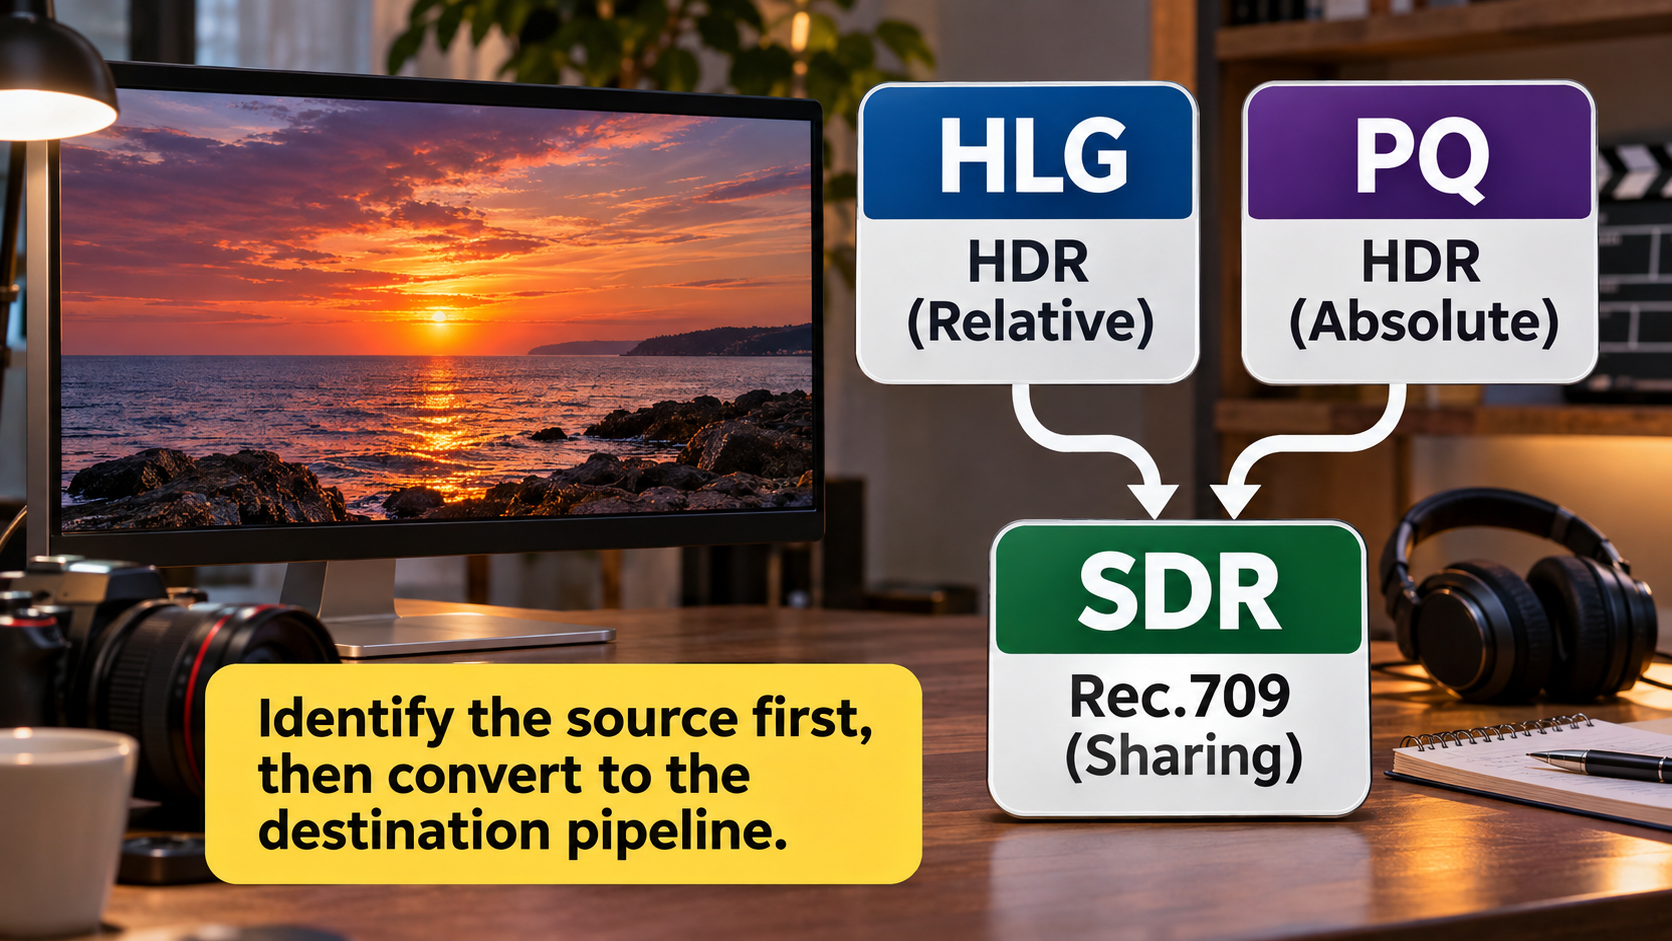 HLG
HDR
(Relative)
PQ
HDR
(Absolute)
SDR
Rec.709
(Sharing)
Identify the source first,
then convert to the
destination pipeline.